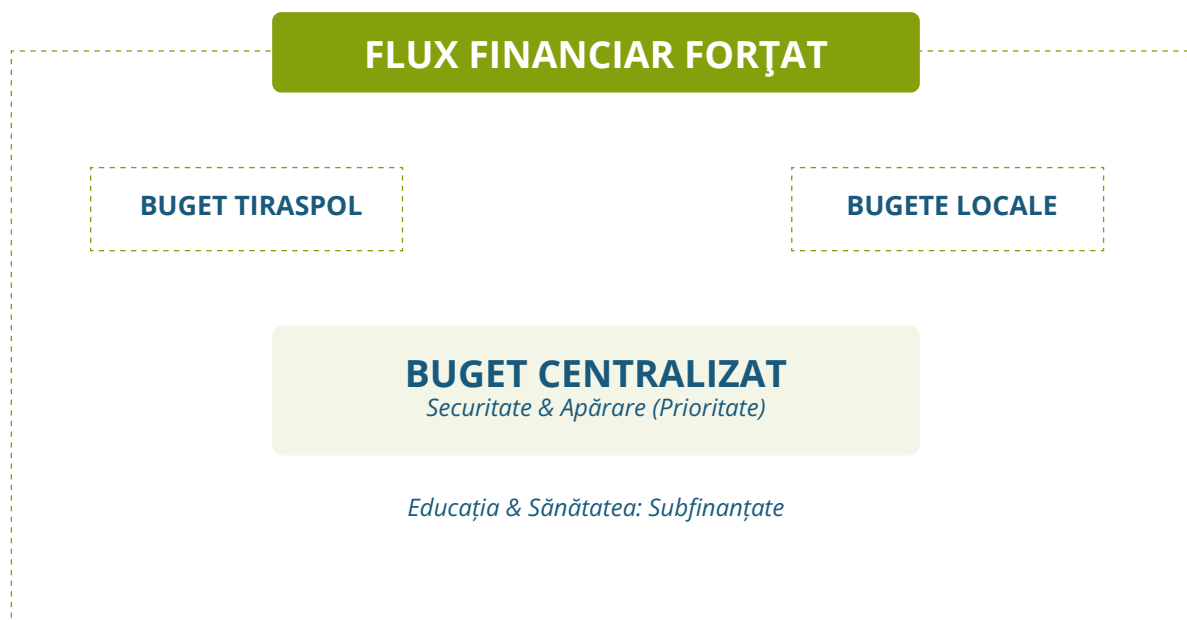 FLUX FINANCIAR FORŢAT
BUGET TIRASPOL
BUGETE LOCALE
BUGET CENTRALIZAT
Securitate & Apărare (Prioritate)
Educația & Sănătatea: Subfinanțate